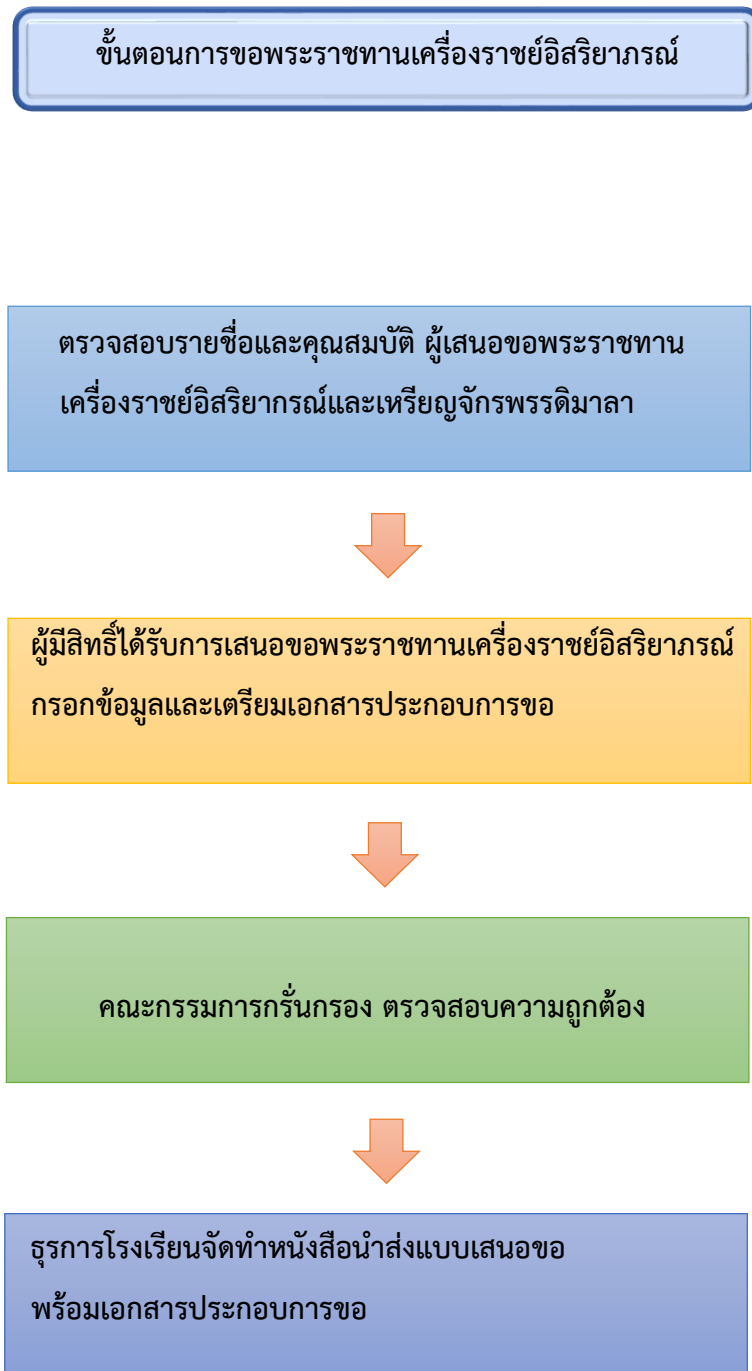 ขั้นตอนการขอพระราชทานเครื่องราชย์อิสริยาภรณ์
ตรวจสอบรายชื่อและคุณสมบัติ ผู้เสนอขอพระราชทาน
เครื่องราชย์อิสริยากรณ์และเหรียญจักรพรรดิมาลา
ผู้มีสิทธิ์ได้รับการเสนอขอพระราชทานเครื่องราชย์อิสริยาภรณ์
กรอกข้อมูลและเตรียมเอกสารประกอบการขอ
คณะกรรมการกรั่นกรอง ตรวจสอบความถูกต้อง
ธุรการโรงเรียนจัดทำหนังสือนำส่งแบบเสนอขอ
พร้อมเอกสารประกอบการขอ